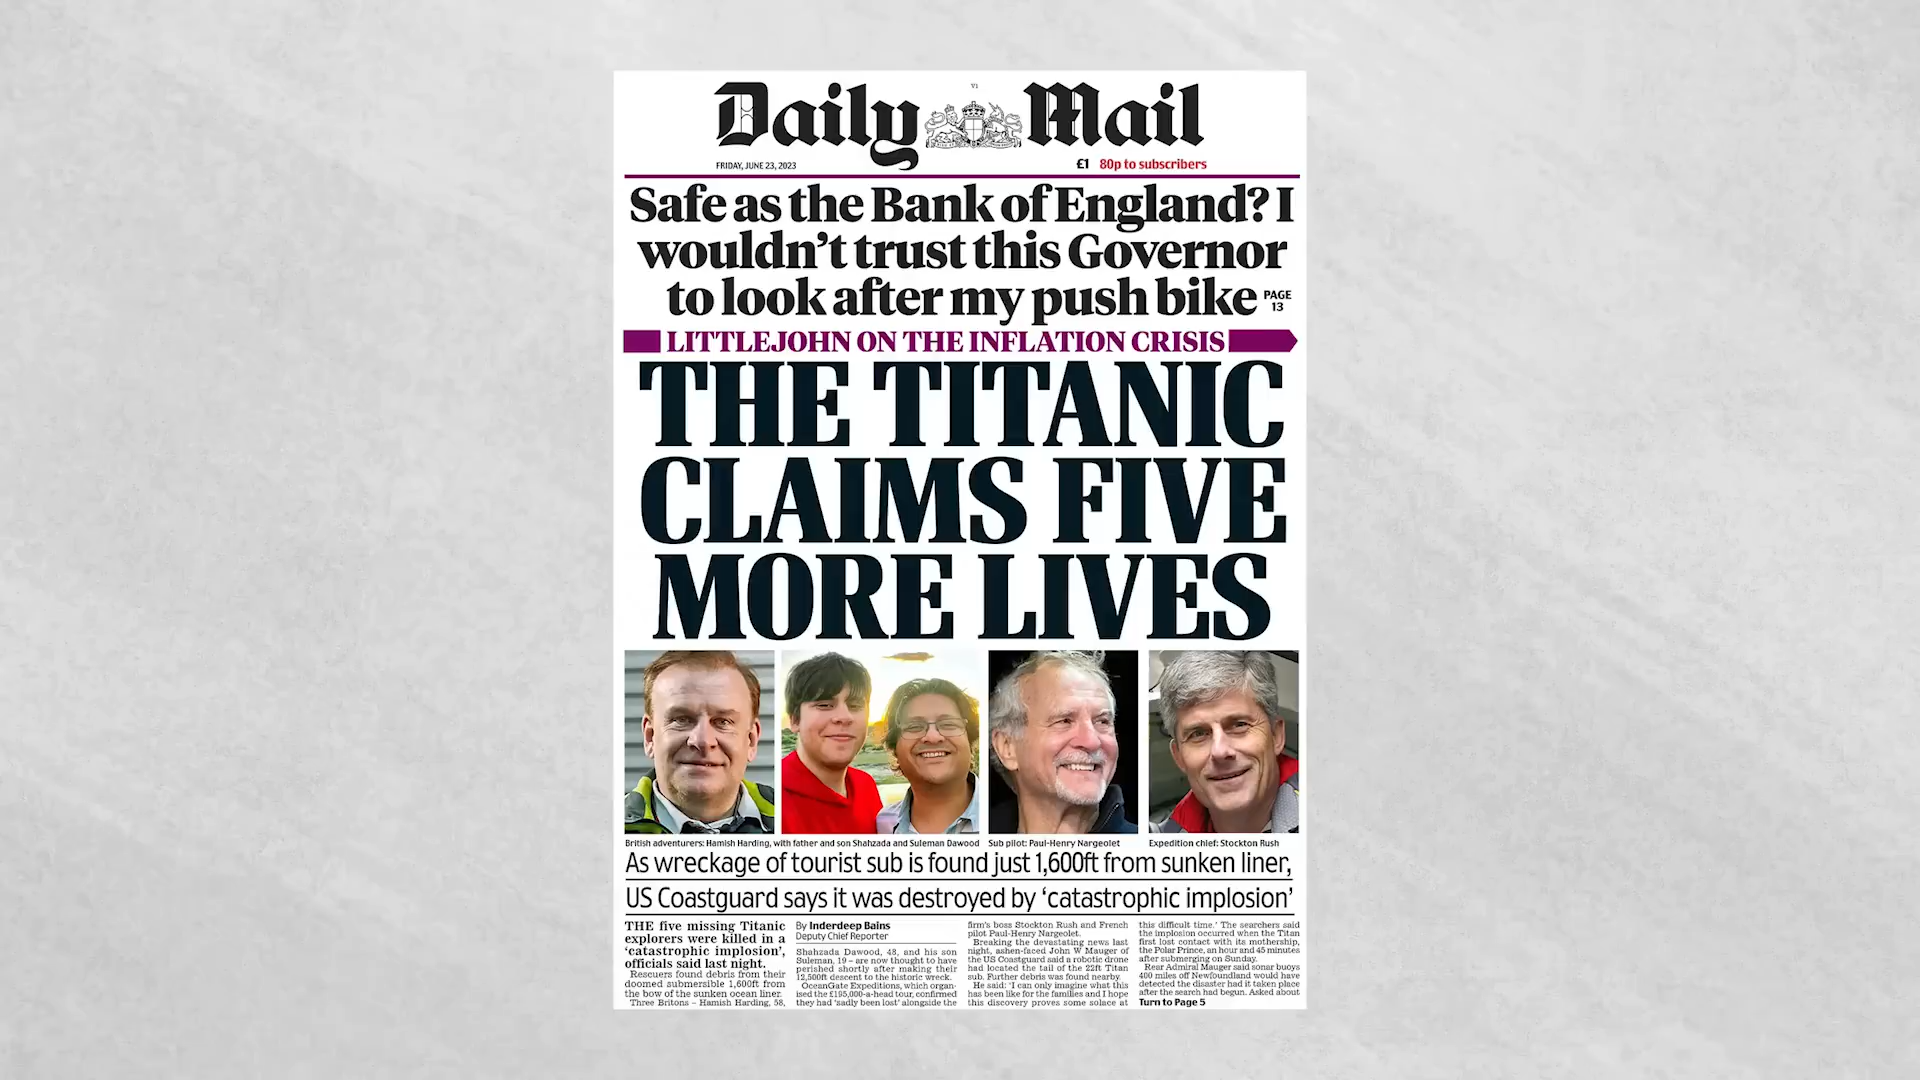 Daily Mail
V1
FRIDAY, JUNE 23, 2023
£1 80p to subscribers
Safe as the Bank of England? I
wouldn't trust this Governor
to look after my push bike PAGE 13
LITTLEJOHN ON THE INFLATION CRISIS
THE TITANIC
CLAIMS FIVE
MORE LIVES
British adventurers: Hamish Harding, with father and son Shahzada and Suleman Dawood
Sub pilot: Paul-Henry Nargeolet
Expedition chief: Stockton Rush
As wreckage of tourist sub is found just 1,600ft from sunken liner,
US Coastguard says it was destroyed by 'catastrophic implosion'
THE five missing Titanic
explorers were killed in a
'catastrophic implosion',
officials said last night.
Rescuers found debris from their
doomed submersible 1,600ft from
the bow of the sunken ocean liner.
Three Britons – Hamish Harding, 58,
By Inderdeep Bains
Deputy Chief Reporter
Shahzada Dawood, 48, and his son
Suleman, 19 – are now thought to have
perished shortly after making their
12,500ft descent to the historic wreck.
OceanGate Expeditions, which organ-
ised the £195,000-a-head tour, confirmed
they had 'sadly been lost' alongside the
firm's boss Stockton Rush and French
pilot Paul-Henry Nargeolet.
Breaking the devastating news last
night, ashen-faced John W Mauger of
the US Coastguard said a robotic drone
had located the tail of the 22ft Titan
sub. Further debris was found nearby.
He said: 'I can only imagine what this
has been like for the families and I hope
this discovery proves some solace at
this difficult time.' The searchers said
the implosion occurred when the Titan
first lost contact with its mothership,
the Polar Prince, an hour and 45 minutes
after submerging on Sunday.
Rear Admiral Mauger said sonar buoys
400 miles off Newfoundland would have
detected the disaster had it taken place
after the search had begun. Asked about
Turn to Page 5